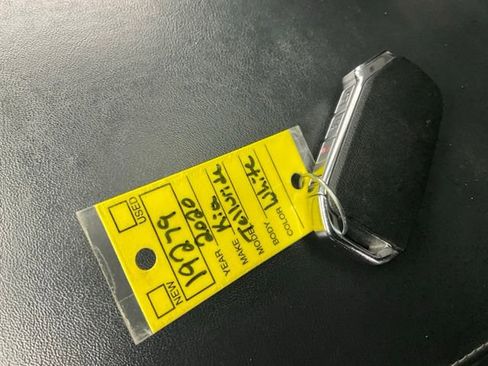 NEW USED
19279
YEAR 2020
MAKE Kia
MODEL Telluride
BODY
COLOR White